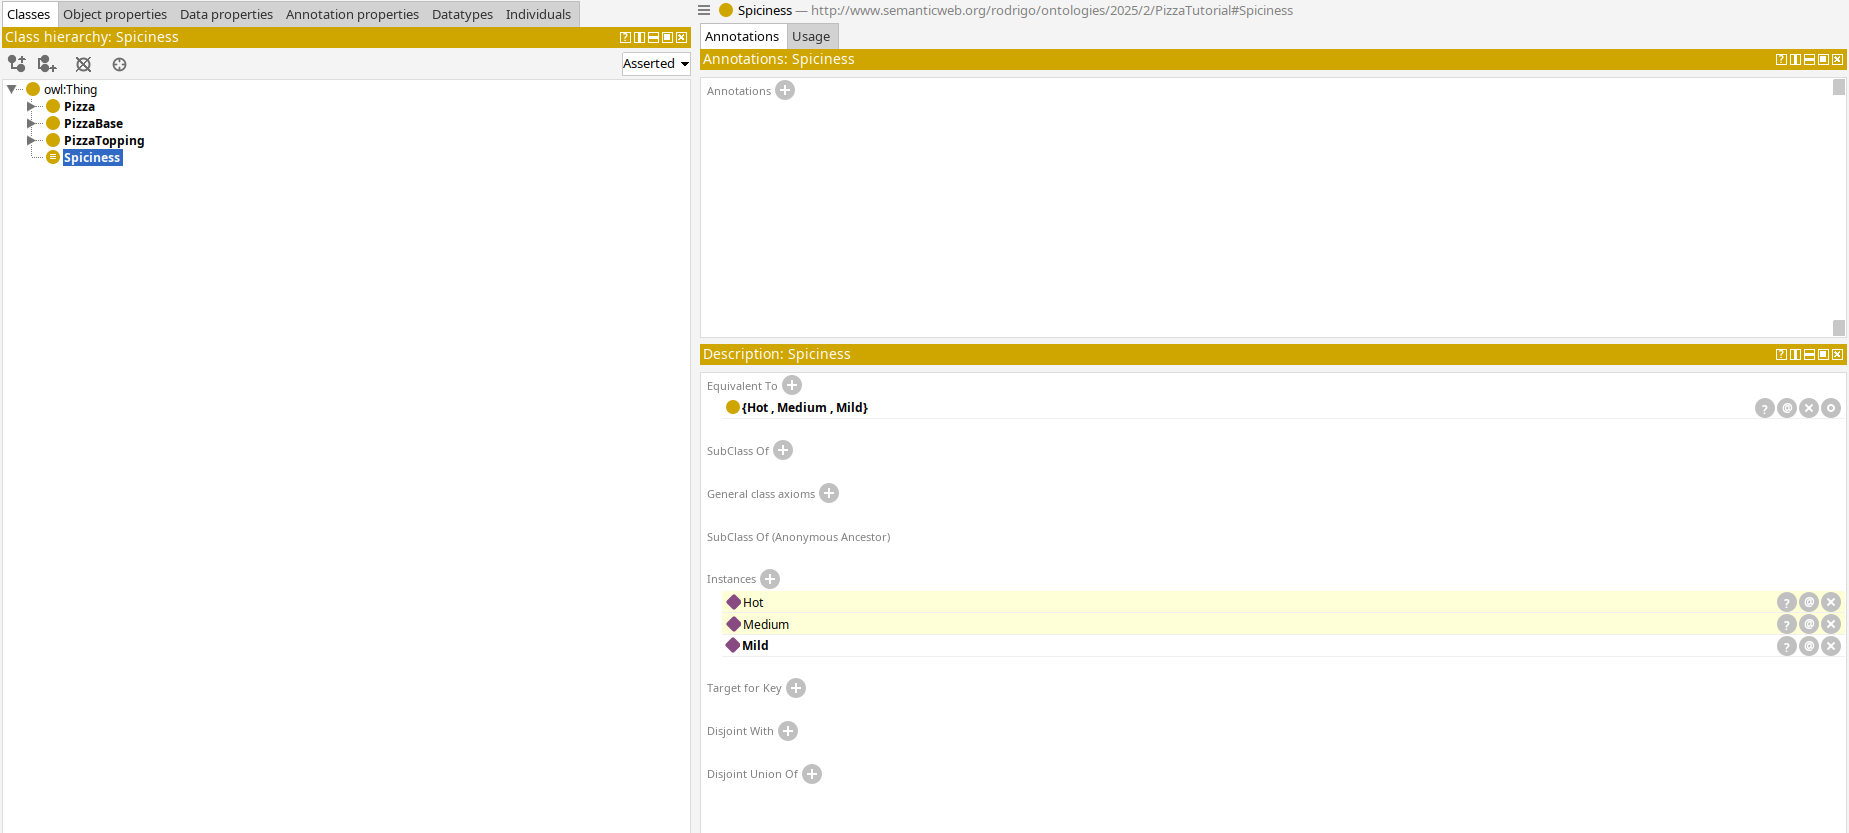 Classes Object properties Data properties Annotation properties Datatypes Individuals
Class hierarchy: Spiciness
Asserted
owl:Thing
Pizza
PizzaBase
PizzaTopping
Spiciness
Spiciness — http://www.semanticweb.org/rodrigo/ontologies/2025/2/PizzaTutorial#Spiciness
Annotations Usage
Annotations: Spiciness
Annotations
Description: Spiciness
Equivalent To
{Hot , Medium , Mild}
SubClass Of
General class axioms
SubClass Of (Anonymous Ancestor)
Instances
Hot
Medium
Mild
Target for Key
Disjoint With
Disjoint Union Of